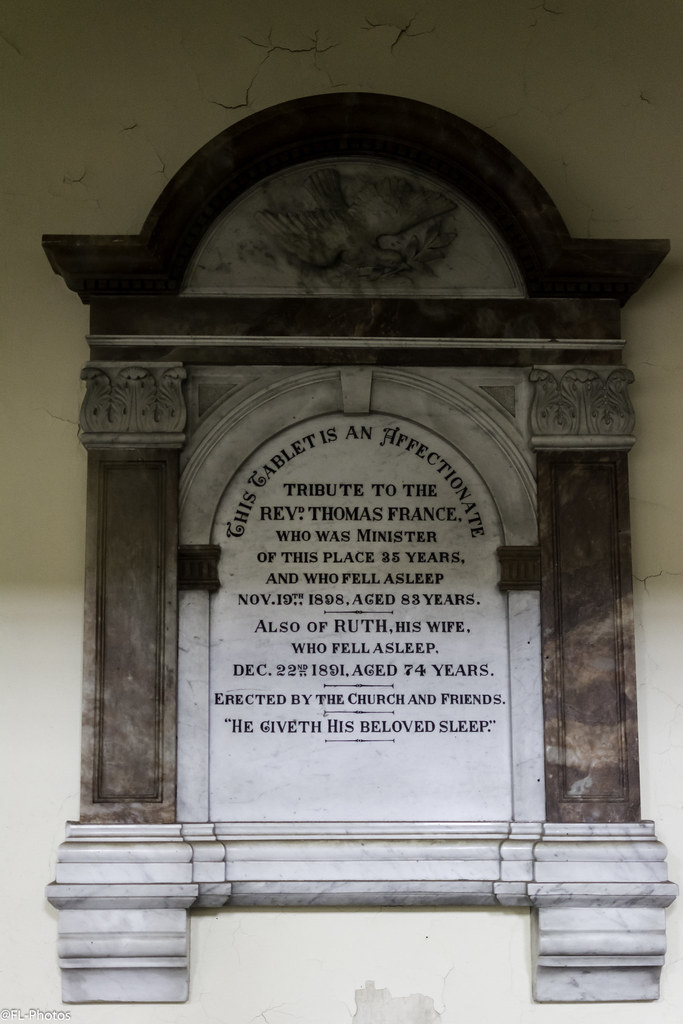 This Tablet is an Affectionate
TRIBUTE TO THE
REVD. THOMAS FRANCE,
WHO WAS MINISTER
OF THIS PLACE 35 YEARS,
AND WHO FELL ASLEEP
NOV. 19TH 1898, AGED 83 YEARS.
ALSO OF RUTH, HIS WIFE,
WHO FELL ASLEEP.
DEC. 22ND 1891, AGED 74 YEARS.
ERECTED BY THE CHURCH AND FRIENDS.
"HE GIVETH HIS BELOVED SLEEP."
@FL-Photos